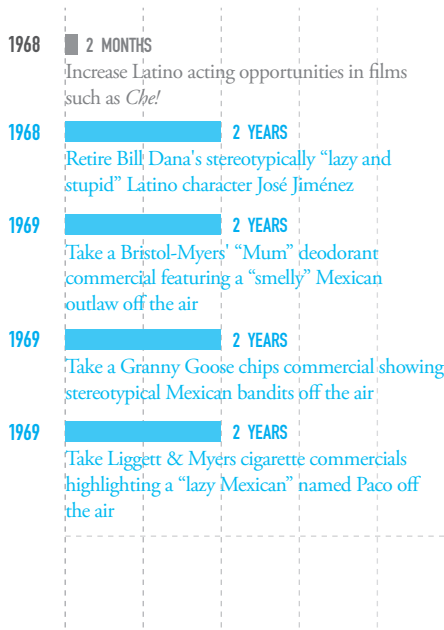 1968 2 MONTHS
Increase Latino acting opportunities in films
such as Che!
1968 2 YEARS
Retire Bill Dana's stereotypically “lazy and
stupid” Latino character José Jiménez
1969 2 YEARS
Take a Bristol-Myers' “Mum” deodorant
commercial featuring a “smelly” Mexican
outlaw off the air
1969 2 YEARS
Take a Granny Goose chips commercial showing
stereotypical Mexican bandits off the air
1969 2 YEARS
Take Liggett & Myers cigarette commercials
highlighting a “lazy Mexican” named Paco off
the air